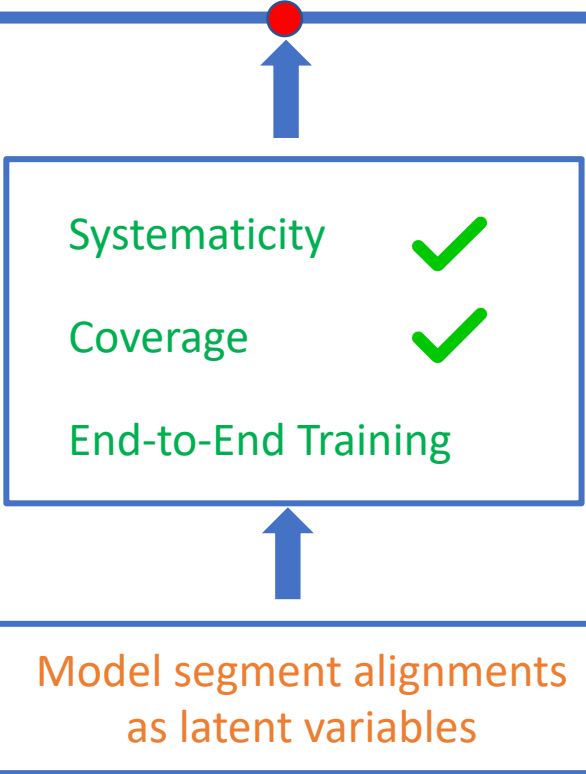 Systematicity
Coverage
End-to-End Training
Model segment alignments
as latent variables